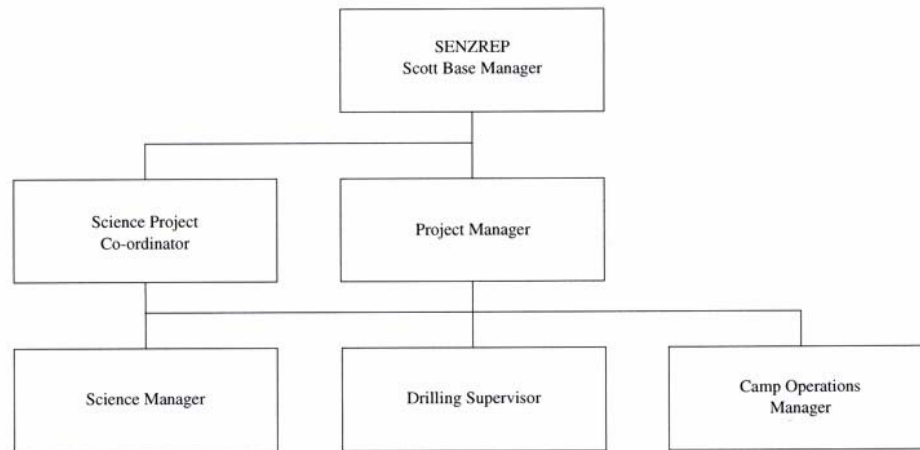 SENZREP
Scott Base Manager
Science Project
Co-ordinator
Project Manager
Science Manager
Drilling Supervisor
Camp Operations
Manager